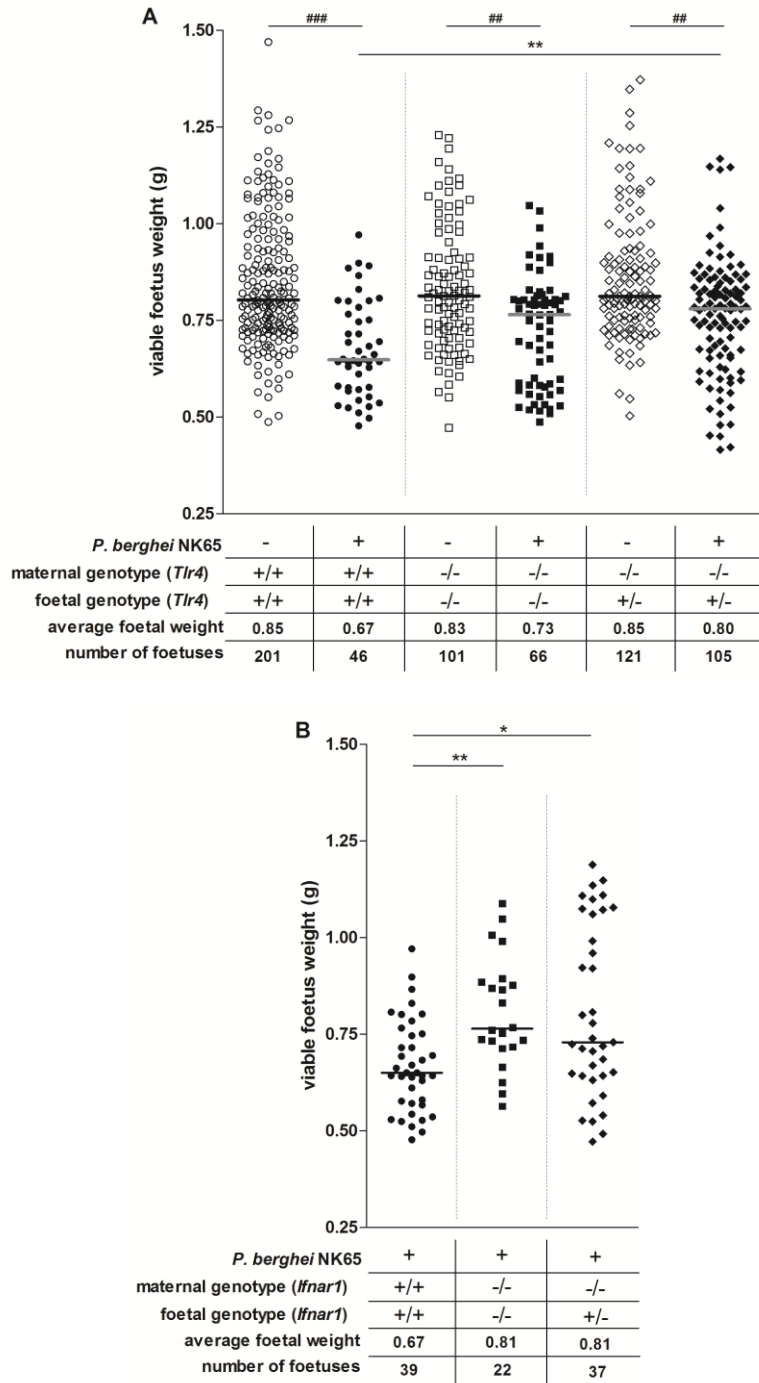 A
### ## ##
**
1.50
1.25
1.00
0.75
0.50
0.25
viable foetus weight (g)
P. berghei NK65 - + - + - +
maternal genotype (Tlr4) +/+ +/+ -/- -/- -/- -/-
foetal genotype (Tlr4) +/+ +/+ -/- -/- +/- +/-
average foetal weight 0.85 0.67 0.83 0.73 0.85 0.80
number of foetuses 201 46 101 66 121 105
B
*
**
1.50
1.25
1.00
0.75
0.50
0.25
viable foetus weight (g)
P. berghei NK65 + + +
maternal genotype (Ifnar1) +/+ -/- -/-
foetal genotype (Ifnar1) +/+ -/- +/-
average foetal weight 0.67 0.81 0.81
number of foetuses 39 22 37